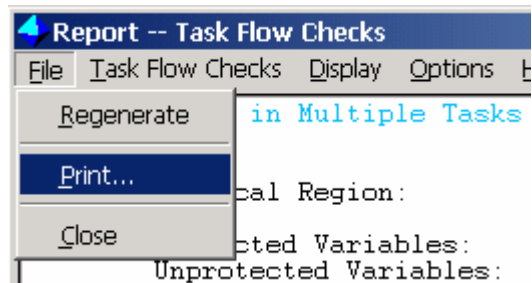 Report -- Task Flow Checks
File Task Flow Checks Display Options
Regenerate in Multiple Tasks
Print...
cal Region:
Close
cted Variables:
Unprotected Variables: